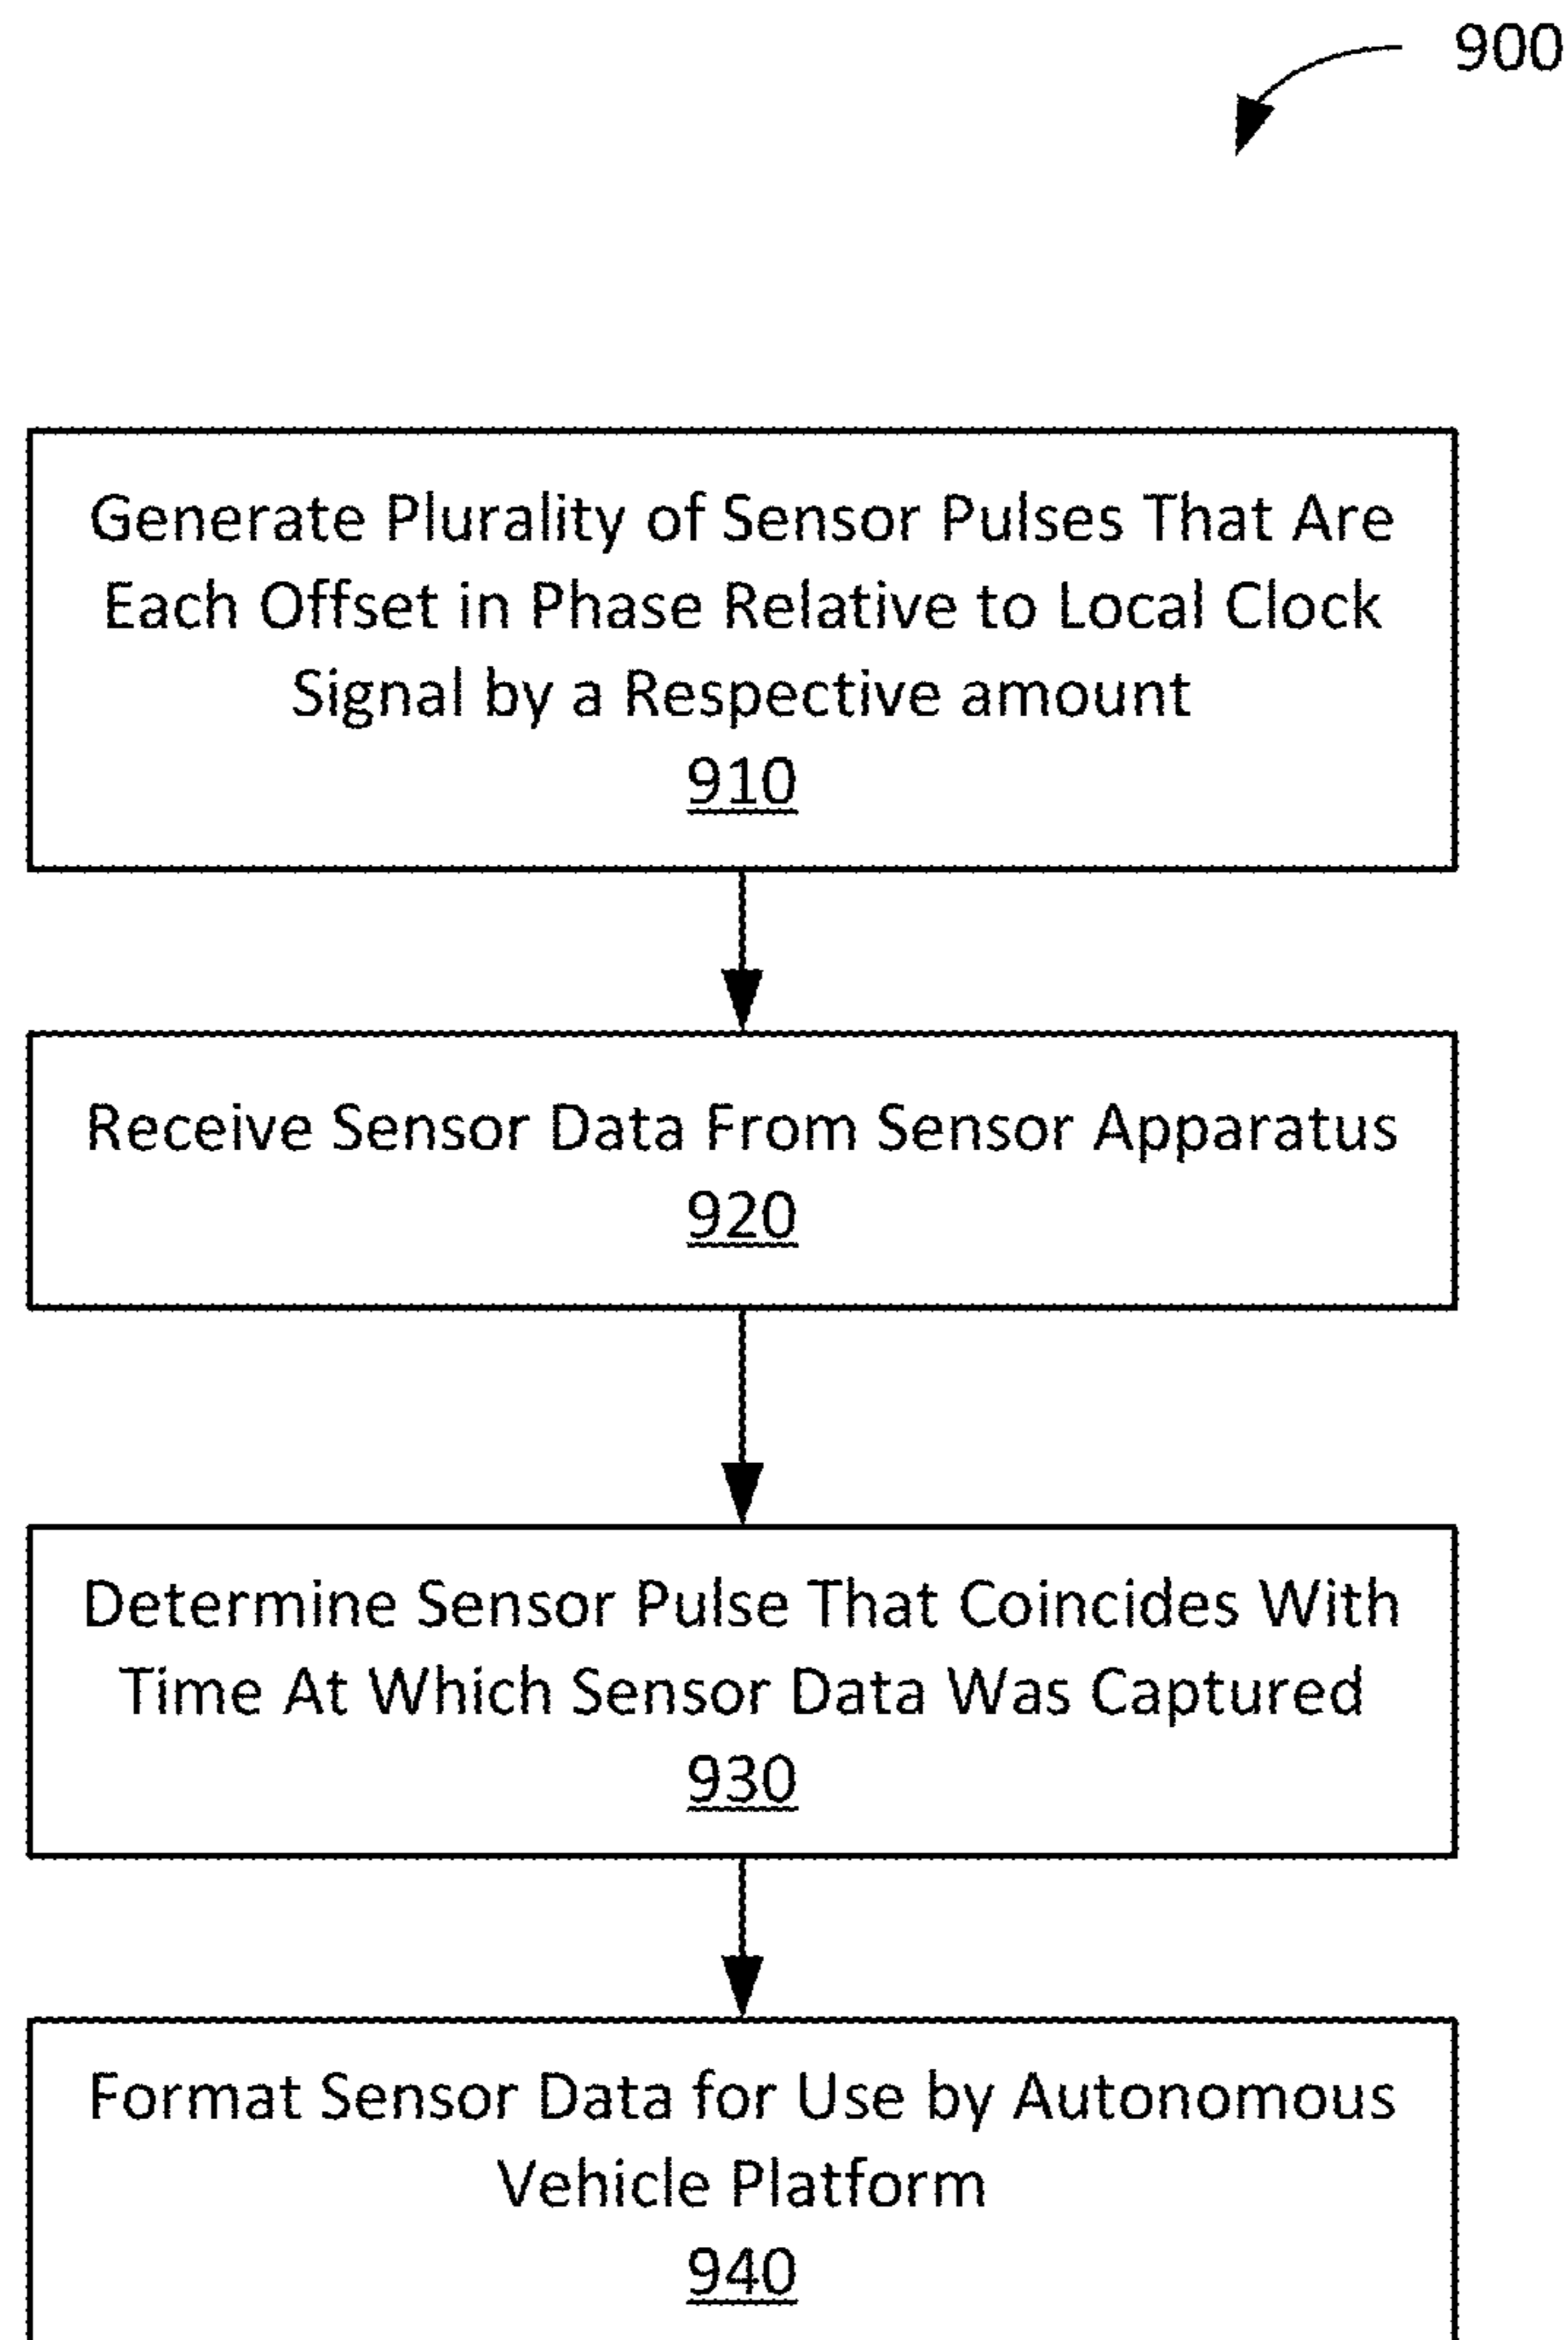 900
Generate Plurality of Sensor Pulses That Are
Each Offset in Phase Relative to Local Clock
Signal by a Respective amount
910
Receive Sensor Data From Sensor Apparatus
920
Determine Sensor Pulse That Coincides With
Time At Which Sensor Data Was Captured
930
Format Sensor Data for Use by Autonomous
Vehicle Platform
940